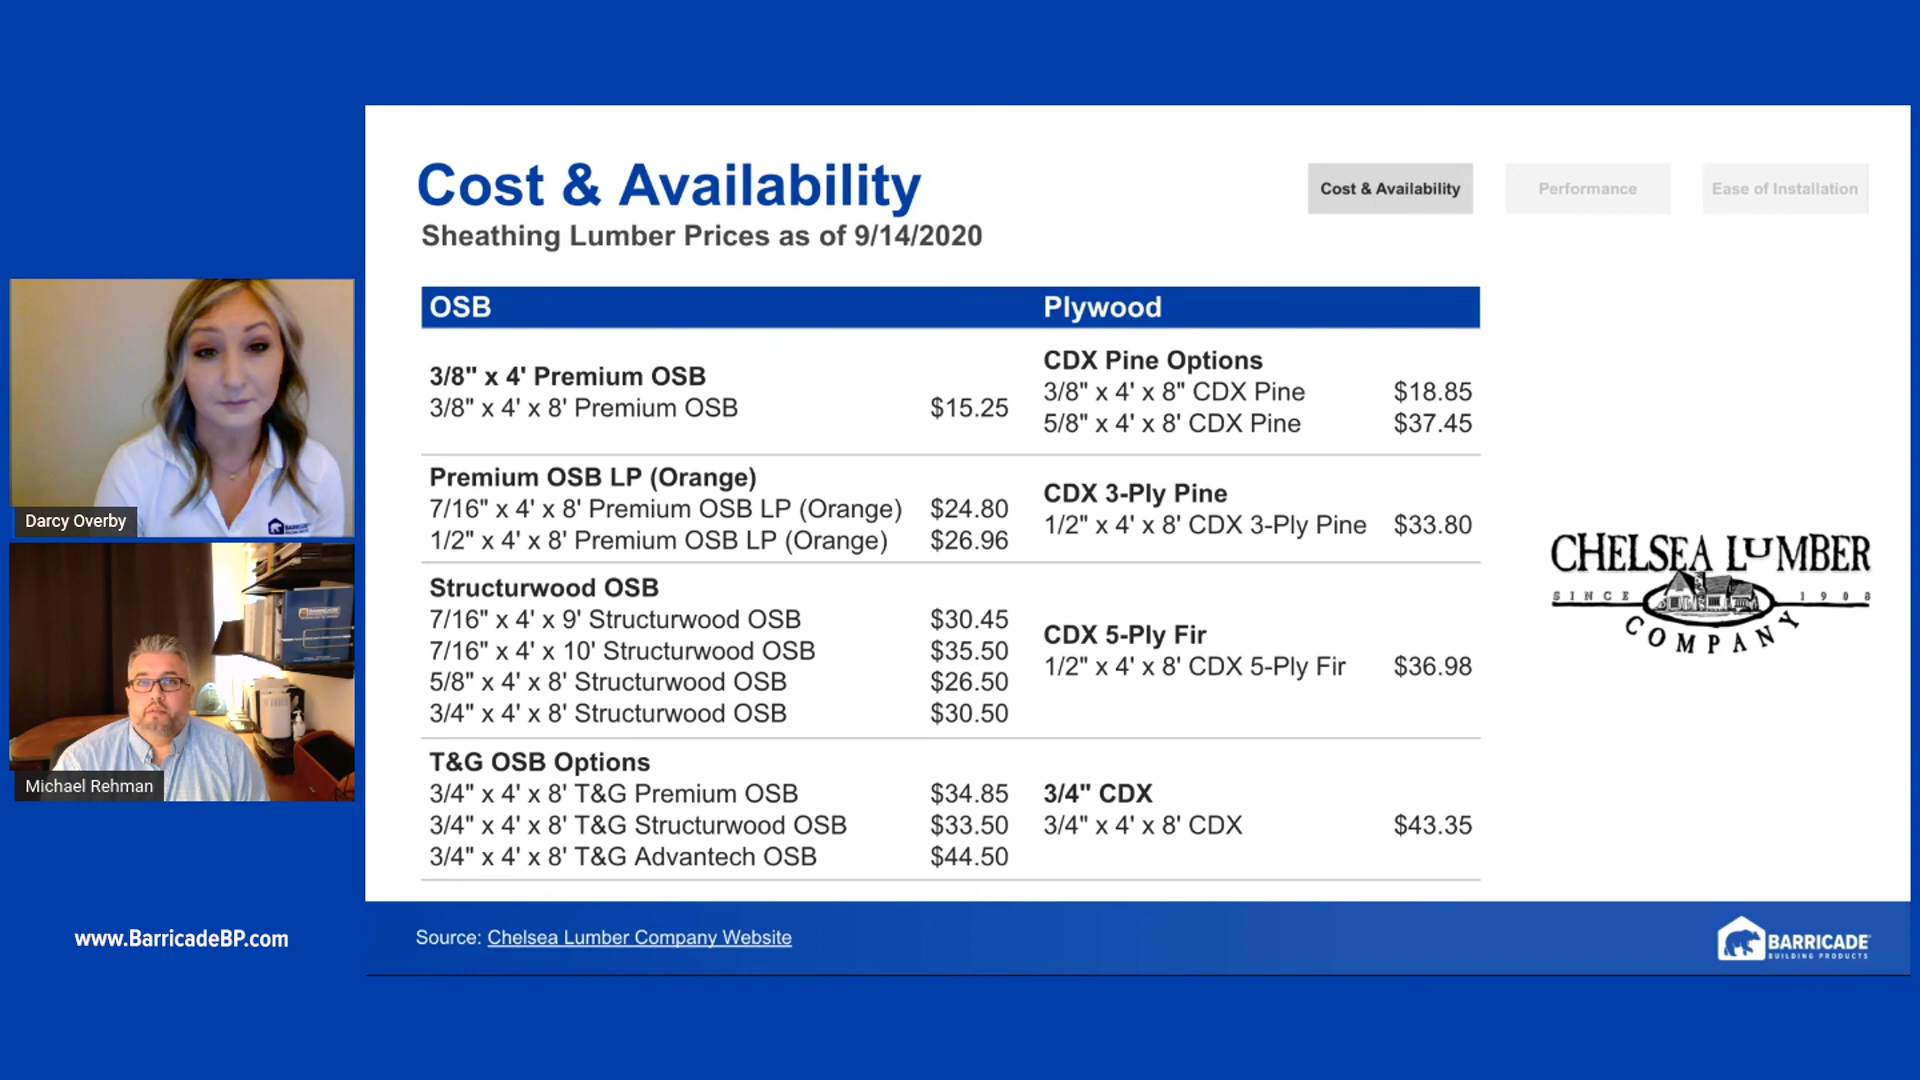 Cost & Availability
Sheathing Lumber Prices as of 9/14/2020
Cost & Availability
Performance
Ease of Installation
OSB
Plywood
3/8" x 4' Premium OSB
3/8" x 4' x 8' Premium OSB $15.25
CDX Pine Options
3/8" x 4' x 8" CDX Pine $18.85
5/8" x 4' x 8' CDX Pine $37.45
Premium OSB LP (Orange)
7/16" x 4' x 8' Premium OSB LP (Orange) $24.80
1/2" x 4' x 8' Premium OSB LP (Orange) $26.96
CDX 3-Ply Pine
1/2" x 4' x 8' CDX 3-Ply Pine $33.80
Structurwood OSB
7/16" x 4' x 9' Structurwood OSB $30.45
7/16" x 4' x 10' Structurwood OSB $35.50
5/8" x 4' x 8' Structurwood OSB $26.50
3/4" x 4' x 8' Structurwood OSB $30.50
CDX 5-Ply Fir
1/2" x 4' x 8' CDX 5-Ply Fir $36.98
T&G OSB Options
3/4" x 4' x 8' T&G Premium OSB $34.85
3/4" x 4' x 8' T&G Structurwood OSB $33.50
3/4" x 4' x 8' T&G Advantech OSB $44.50
3/4" CDX
3/4" x 4' x 8' CDX $43.35
CHELSEA LUMBER
SINCE 1908
COMPANY
Darcy Overby
BARRICADE
Michael Rehman
BARRICADE
www.BarricadeBP.com
Source: Chelsea Lumber Company Website
BARRICADE
BUILDING PRODUCTS